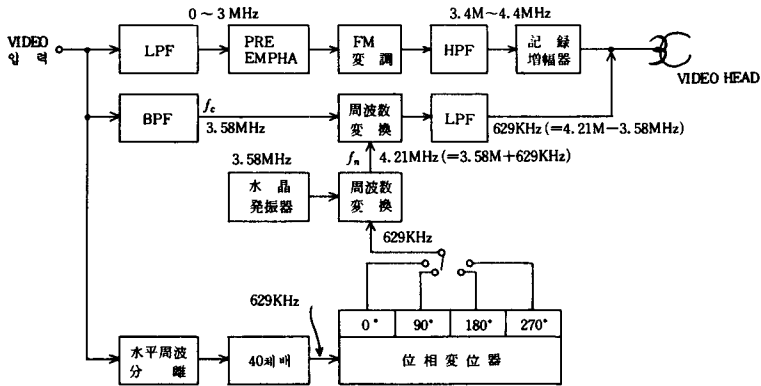 0～3 MHz
3.4M～4.4MHz
VIDEO
입 력
LPF
PRE
EMPHA
FM
変 調
HPF
記 録
増幅器
VIDEO HEAD
BPF
fc
3.58MHz
周波数
変 換
LPF
629KHz (=4.21M−3.58MHz)
fn
4.21MHz (=3.58M+629KHz)
3.58MHz
水 晶
発振器
周波数
変 換
629KHz
629KHz
0°
90°
180°
270°
水平周波
分 離
40체배
位 相 変 位 器